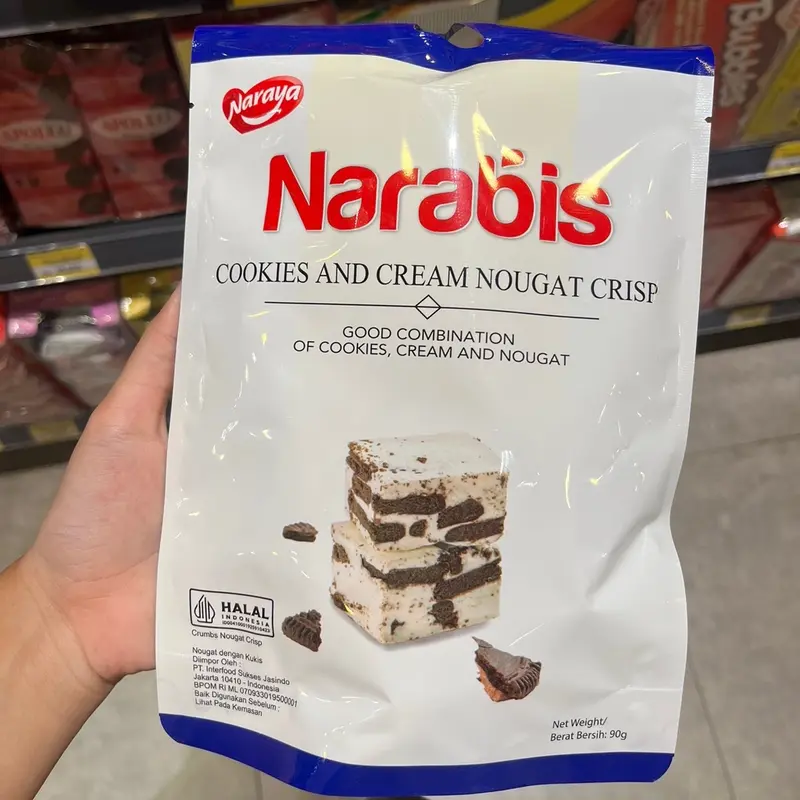 Naraya
Narabis
COOKIES AND CREAM NOUGAT CRISP
GOOD COMBINATION
OF COOKIES, CREAM AND NOUGAT
HALAL
INDONESIA
Crumbs Nougat Crisp
Nougat dengan Kukis
Diimpor Oleh :
PT. Interfood Sukses Jasindo
Jakarta 10410 - Indonesia
BPOM RI ML 070933019500001
Baik Digunakan Sebelum :
Lihat Pada Kemasan
Net Weight/
Berat Bersih: 90g
Bubbles